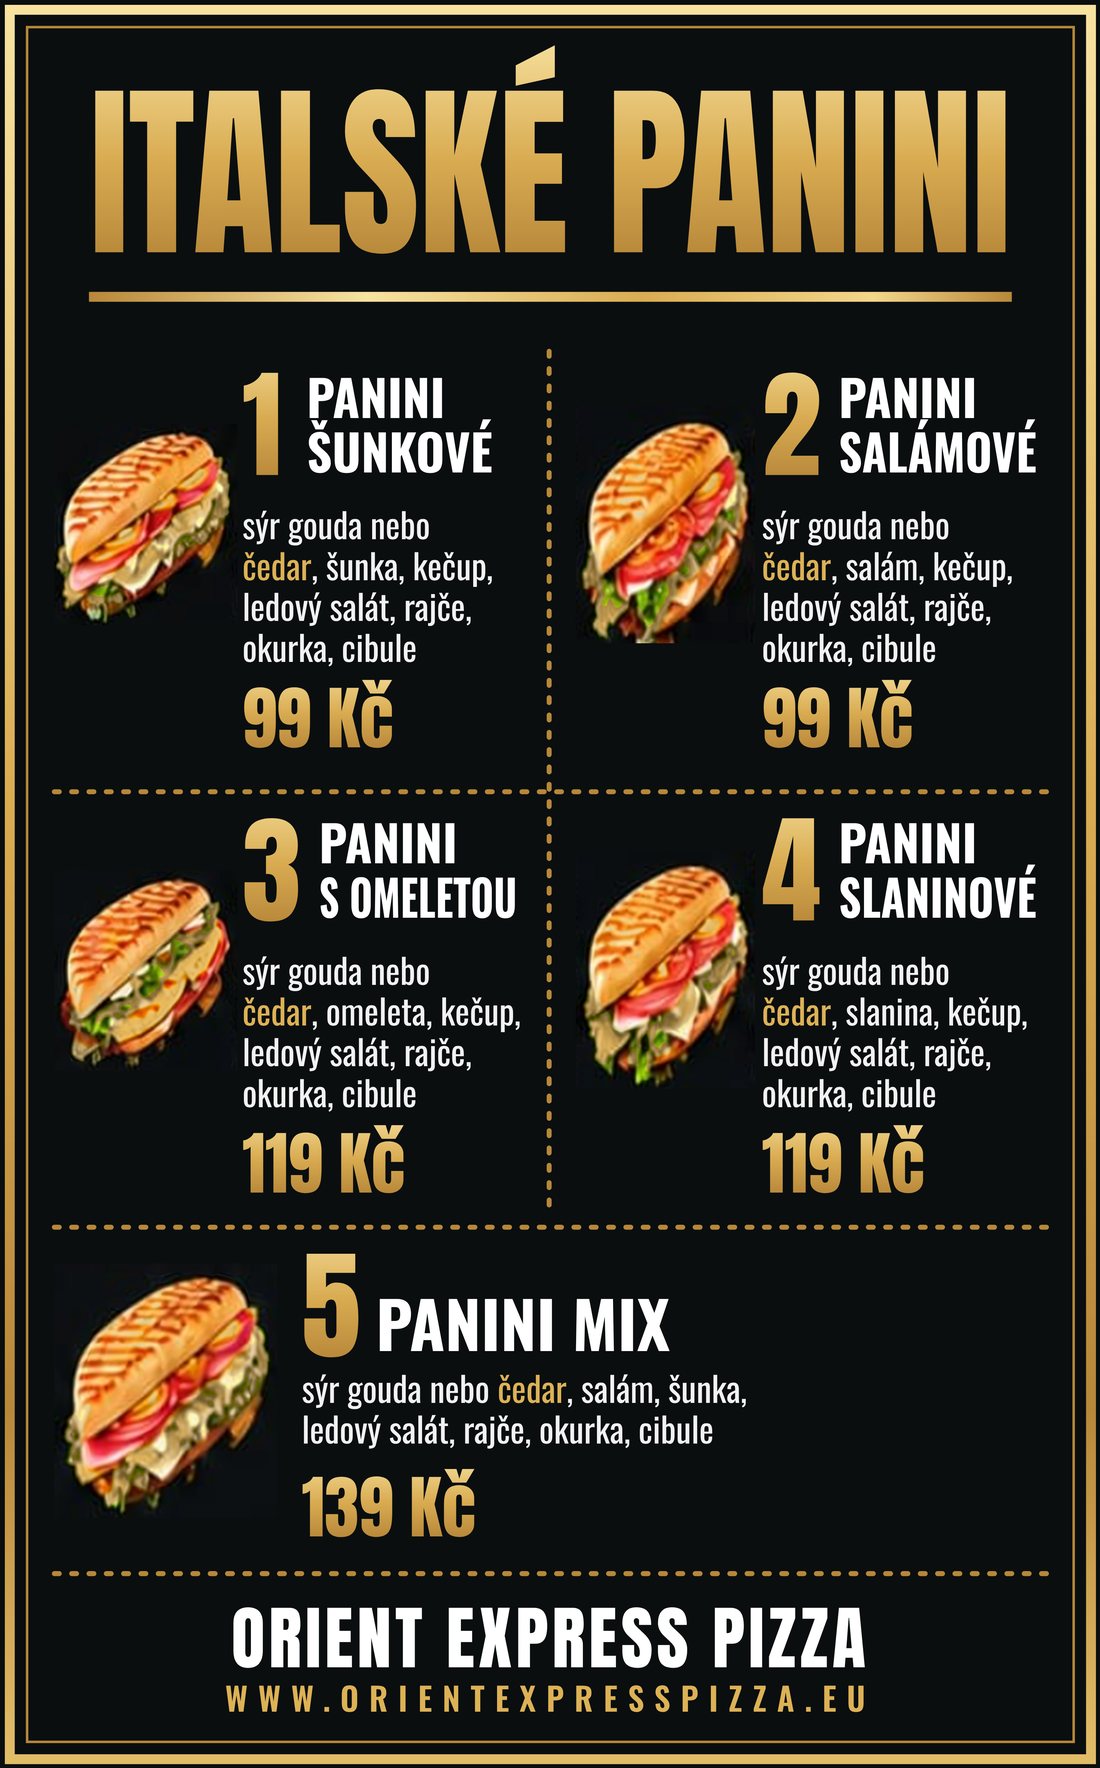 ITALSKÉ PANINI
1 PANINI
ŠUNKOVÉ
sýr gouda nebo
čedar, šunka, kečup,
ledový salát, rajče,
okurka, cibule
99 Kč
2 PANINI
SALÁMOVÉ
sýr gouda nebo
čedar, salám, kečup,
ledový salát, rajče,
okurka, cibule
99 Kč
3 PANINI
S OMELETOU
sýr gouda nebo
čedar, omeleta, kečup,
ledový salát, rajče,
okurka, cibule
119 Kč
4 PANINI
SLANINOVÉ
sýr gouda nebo
čedar, slanina, kečup,
ledový salát, rajče,
okurka, cibule
119 Kč
5 PANINI MIX
sýr gouda nebo čedar, salám, šunka,
ledový salát, rajče, okurka, cibule
139 Kč
ORIENT EXPRESS PIZZA
WWW.ORIENTEXPRESSPIZZA.EU